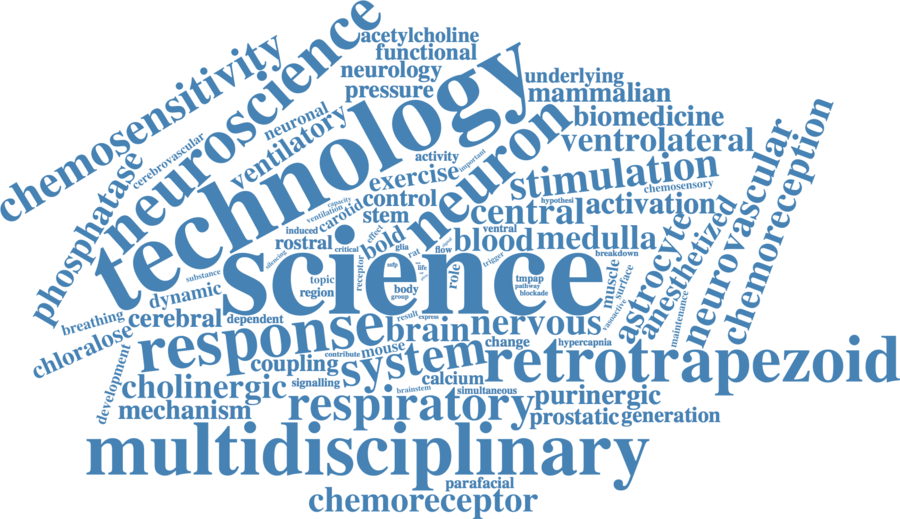 acetylcholine
functional
neurology
pressure
chemosensitivity
neuroscience
technology
neuronal
ventilatory
cerebrovascular
phosphatase
underlying
mammalian
biomedicine
ventrolateral
neuron
stimulation
chemosensory
activity
important
exercise
control
stem
carotid
capacity
ventilation
induced
rostral
critical
effect
bold
glia
rat
flow
hypothesi
central
activation
ventral
blood
medulla
breakdown
neurovascular
chemoreception
astrocyte
anesthetized
maintenance
muscle
surface
vasoactive
science
silencing
substance
topic
region
receptor
life
role
trigger
body
group
tmpap
pathway
blockade
dynamic
breathing
cerebral
dependent
chloralose
response
result
express
brain
nervous
change
hypercapnia
retrotrapezoid
coupling
contribute
mouse
system
calcium
signalling
brainstem
simultaneous
development
cholinergic
mechanism
respiratory
purinergic
prostatic
generation
multidisciplinary
parafacial
chemoreceptor